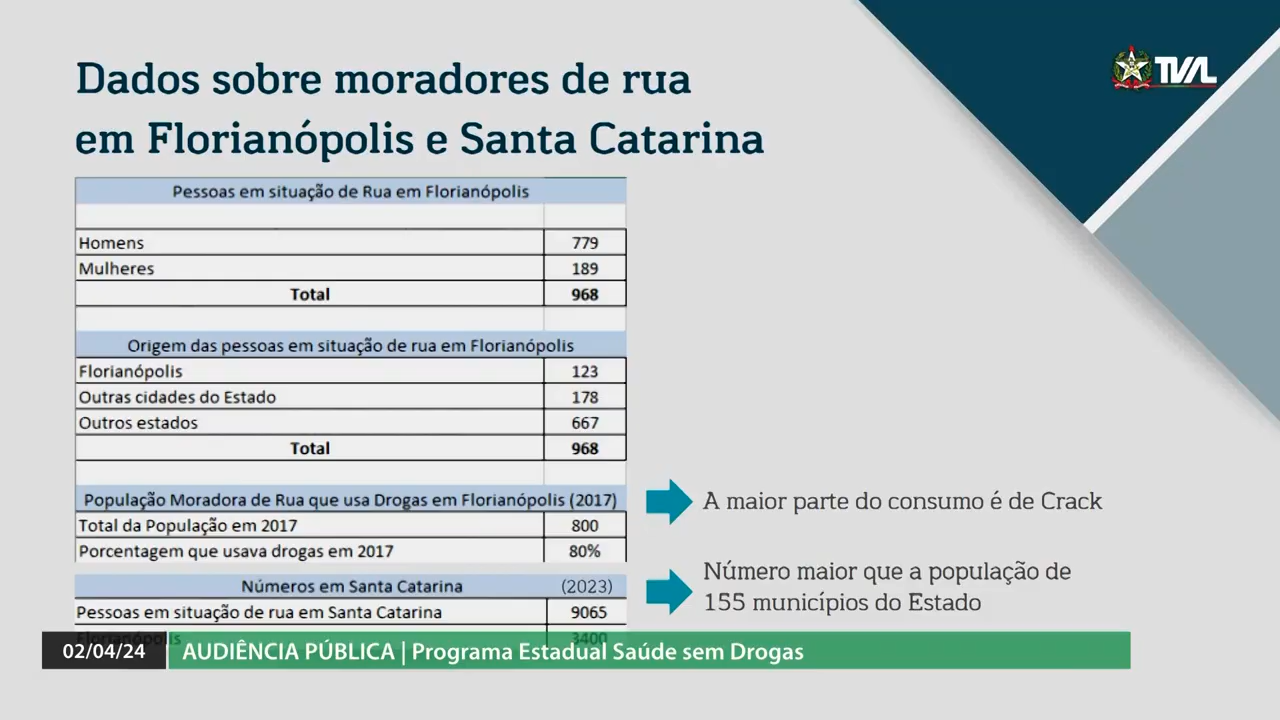 Dados sobre moradores de rua
em Florianópolis e Santa Catarina
TVAL
Pessoas em situação de Rua em Florianópolis
Homens 779
Mulheres 189
Total 968
Origem das pessoas em situação de rua em Florianópolis
Florianópolis 123
Outras cidades do Estado 178
Outros estados 667
Total 968
População Moradora de Rua que usa Drogas em Florianópolis (2017)
Total da População em 2017 800
Porcentagem que usava drogas em 2017 80%
A maior parte do consumo é de Crack
Números em Santa Catarina (2023)
Pessoas em situação de rua em Santa Catarina 9065
Florianópolis 3400
Número maior que a população de
155 municípios do Estado
02/04/24 AUDIÊNCIA PÚBLICA | Programa Estadual Saúde sem Drogas